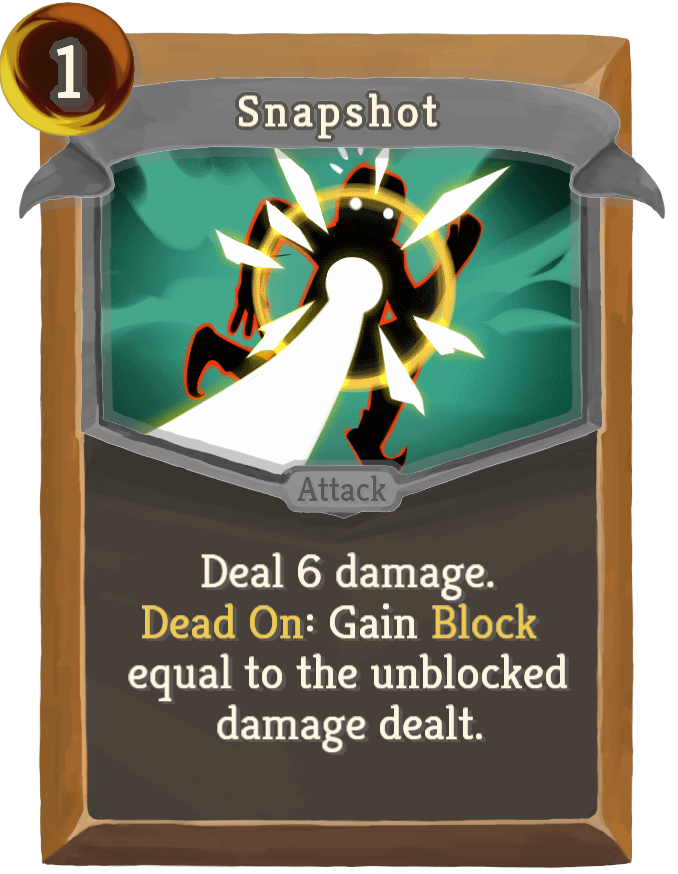 1
Snapshot
Attack
Deal 6 damage.
Dead On: Gain Block
equal to the unblocked
damage dealt.